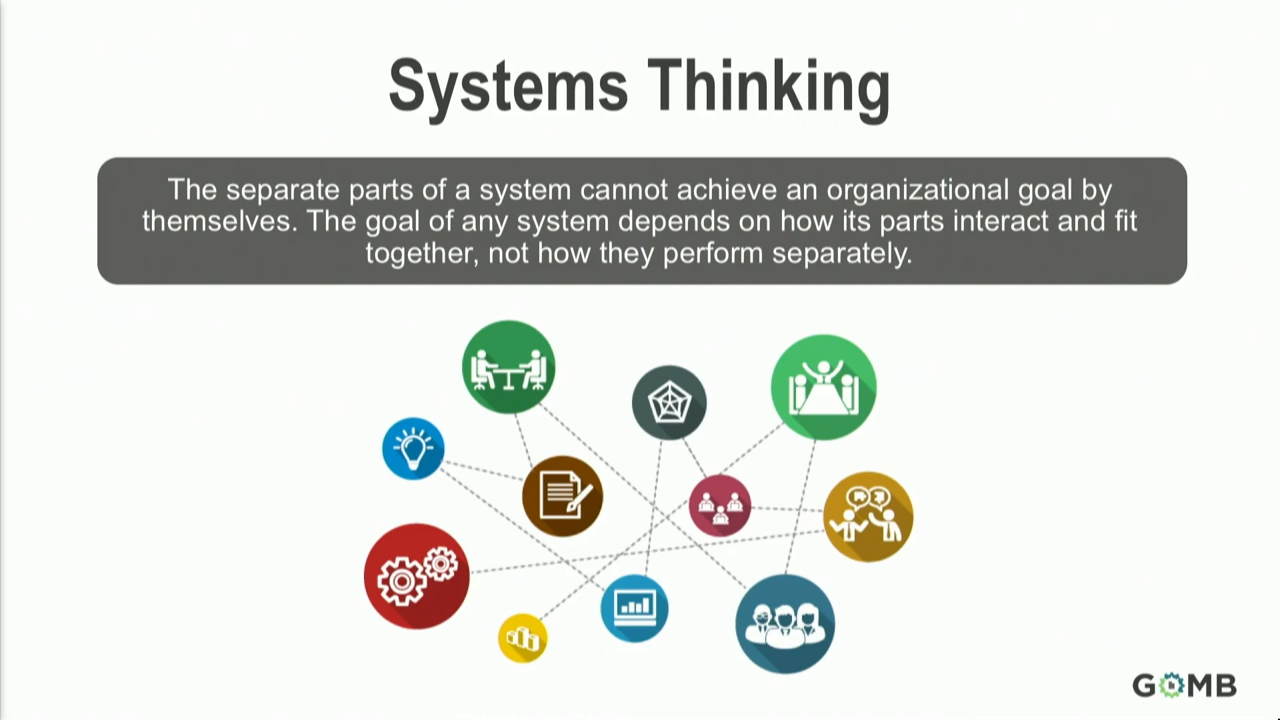 Systems Thinking
The separate parts of a system cannot achieve an organizational goal by
themselves. The goal of any system depends on how its parts interact and fit
together, not how they perform separately.
GOMB